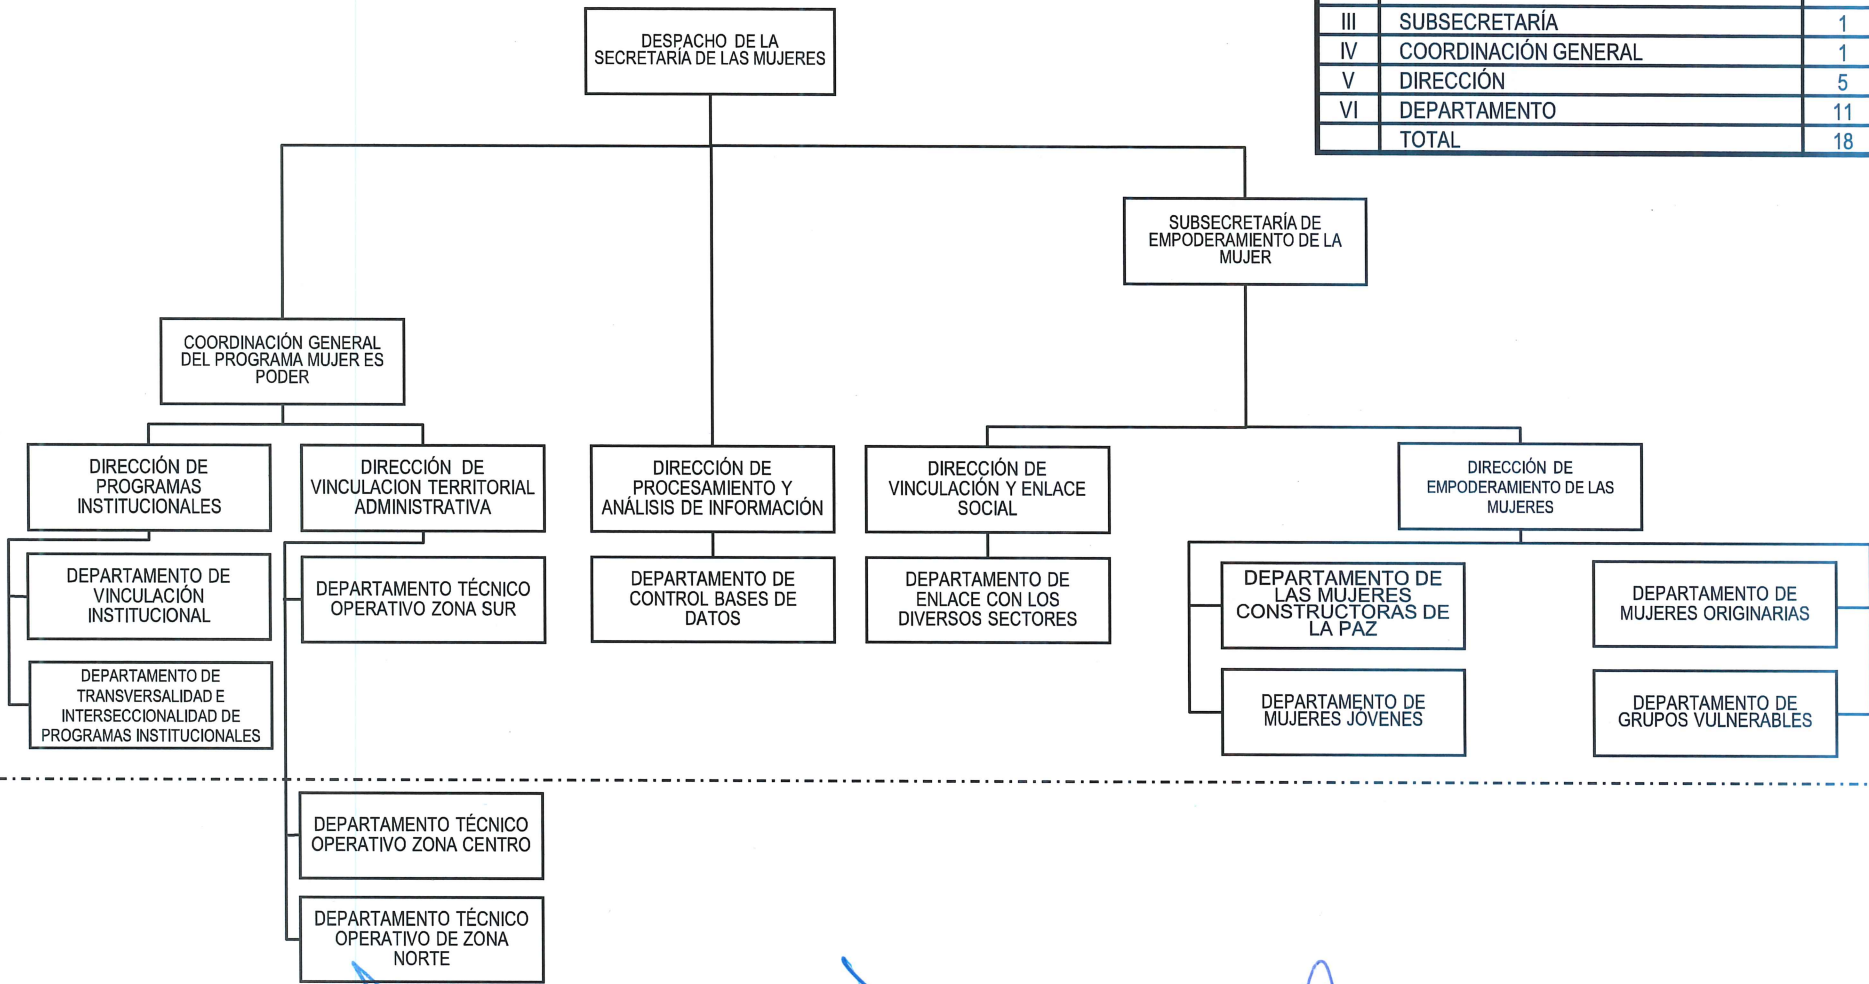 DESPACHO DE LA
SECRETARÍA DE LAS MUJERES
III SUBSECRETARÍA 1
IV COORDINACIÓN GENERAL 1
V DIRECCIÓN 5
VI DEPARTAMENTO 11
TOTAL 18
SUBSECRETARÍA DE
EMPODERAMIENTO DE LA
MUJER
COORDINACIÓN GENERAL
DEL PROGRAMA MUJER ES
PODER
DIRECCIÓN DE
PROGRAMAS
INSTITUCIONALES
DIRECCIÓN DE
VINCULACION TERRITORIAL
ADMINISTRATIVA
DIRECCIÓN DE
PROCESAMIENTO Y
ANÁLISIS DE INFORMACIÓN
DIRECCIÓN DE
VINCULACIÓN Y ENLACE
SOCIAL
DIRECCIÓN DE
EMPODERAMIENTO DE LAS
MUJERES
DEPARTAMENTO DE
VINCULACIÓN
INSTITUCIONAL
DEPARTAMENTO TÉCNICO
OPERATIVO ZONA SUR
DEPARTAMENTO DE
CONTROL BASES DE
DATOS
DEPARTAMENTO DE
ENLACE CON LOS
DIVERSOS SECTORES
DEPARTAMENTO DE
LAS MUJERES
CONSTRUCTORAS DE
LA PAZ
DEPARTAMENTO DE
MUJERES ORIGINARIAS
DEPARTAMENTO DE
TRANSVERSALIDAD E
INTERSECCIONALIDAD DE
PROGRAMAS INSTITUCIONALES
DEPARTAMENTO DE
MUJERES JÓVENES
DEPARTAMENTO DE
GRUPOS VULNERABLES
DEPARTAMENTO TÉCNICO
OPERATIVO ZONA CENTRO
DEPARTAMENTO TÉCNICO
OPERATIVO DE ZONA
NORTE